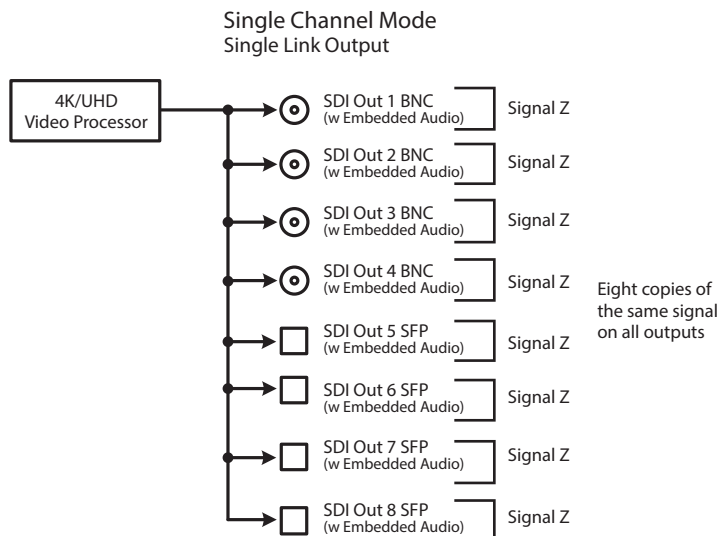 Single Channel Mode
Single Link Output
4K/UHD
Video Processor
SDI Out 1 BNC
(w Embedded Audio)
Signal Z
SDI Out 2 BNC
(w Embedded Audio)
Signal Z
SDI Out 3 BNC
(w Embedded Audio)
Signal Z
SDI Out 4 BNC
(w Embedded Audio)
Signal Z
Eight copies of
the same signal
on all outputs
SDI Out 5 SFP
(w Embedded Audio)
Signal Z
SDI Out 6 SFP
(w Embedded Audio)
Signal Z
SDI Out 7 SFP
(w Embedded Audio)
Signal Z
SDI Out 8 SFP
(w Embedded Audio)
Signal Z